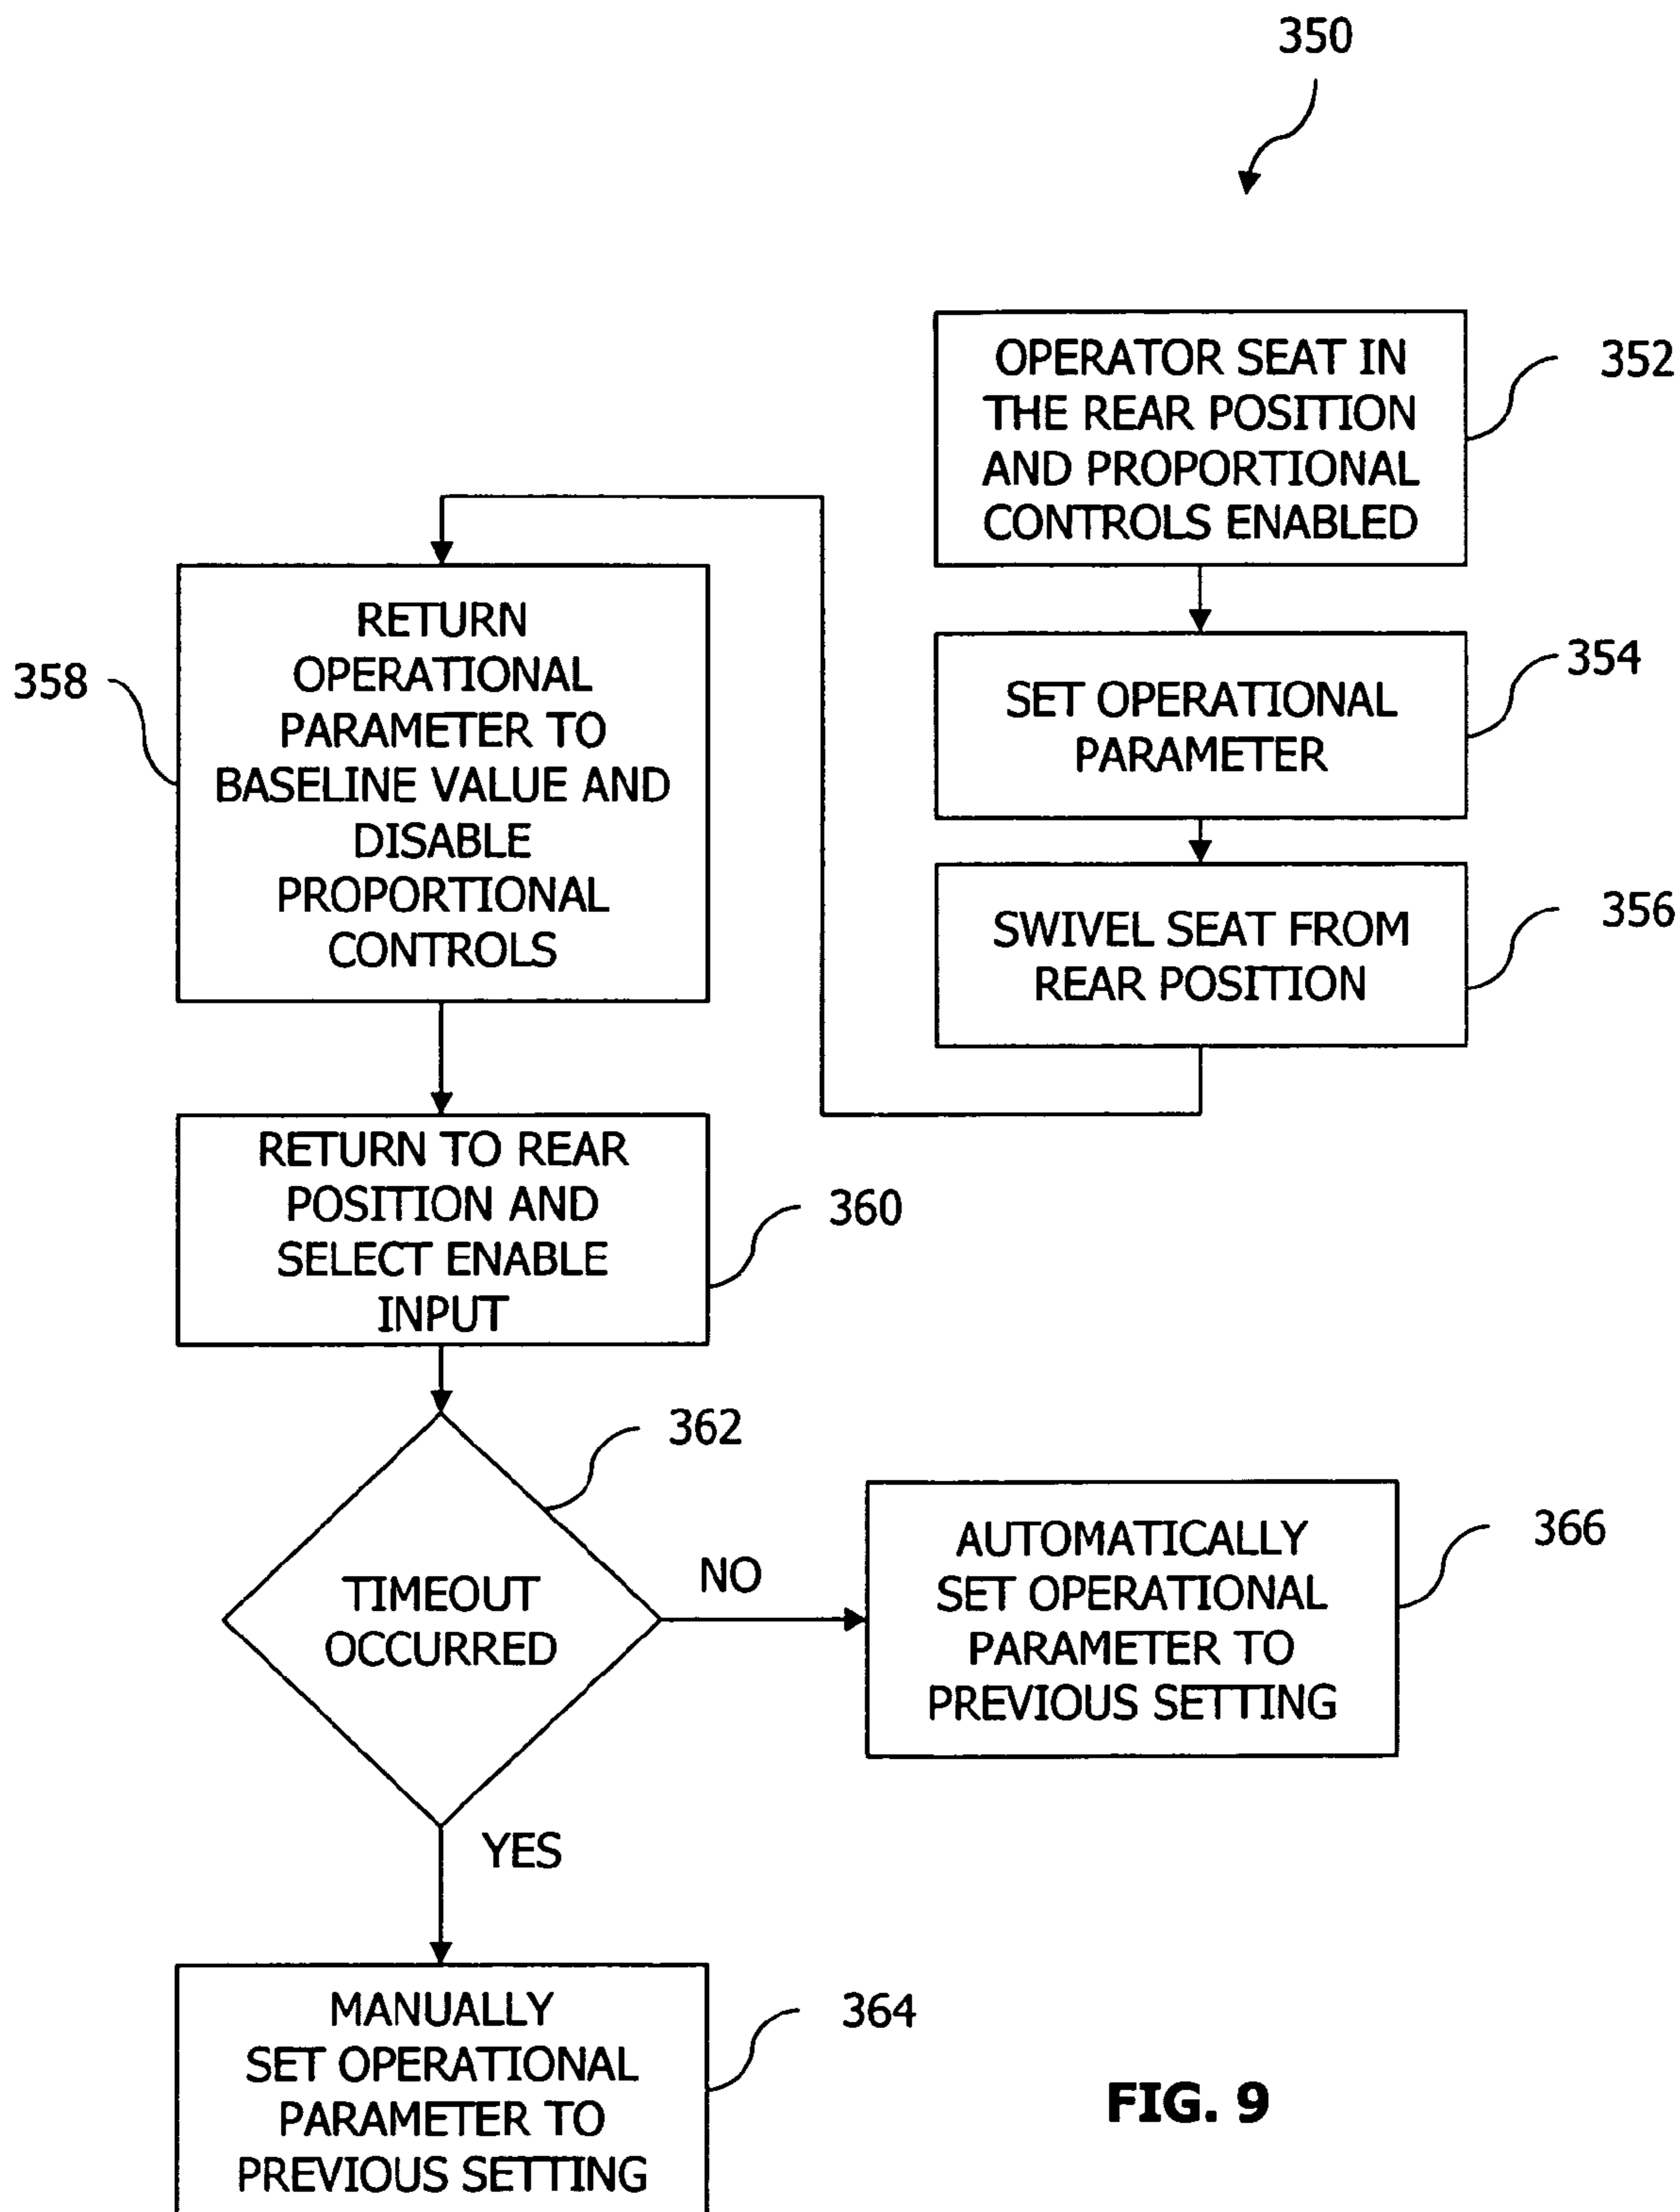 350
OPERATOR SEAT IN
THE REAR POSITION
AND PROPORTIONAL
CONTROLS ENABLED
352
SET OPERATIONAL
PARAMETER
354
SWIVEL SEAT FROM
REAR POSITION
356
RETURN
OPERATIONAL
PARAMETER TO
BASELINE VALUE AND
DISABLE
PROPORTIONAL
CONTROLS
358
RETURN TO REAR
POSITION AND
SELECT ENABLE
INPUT
360
TIMEOUT
OCCURRED
362
NO
AUTOMATICALLY
SET OPERATIONAL
PARAMETER TO
PREVIOUS SETTING
366
YES
MANUALLY
SET OPERATIONAL
PARAMETER TO
PREVIOUS SETTING
364
FIG. 9